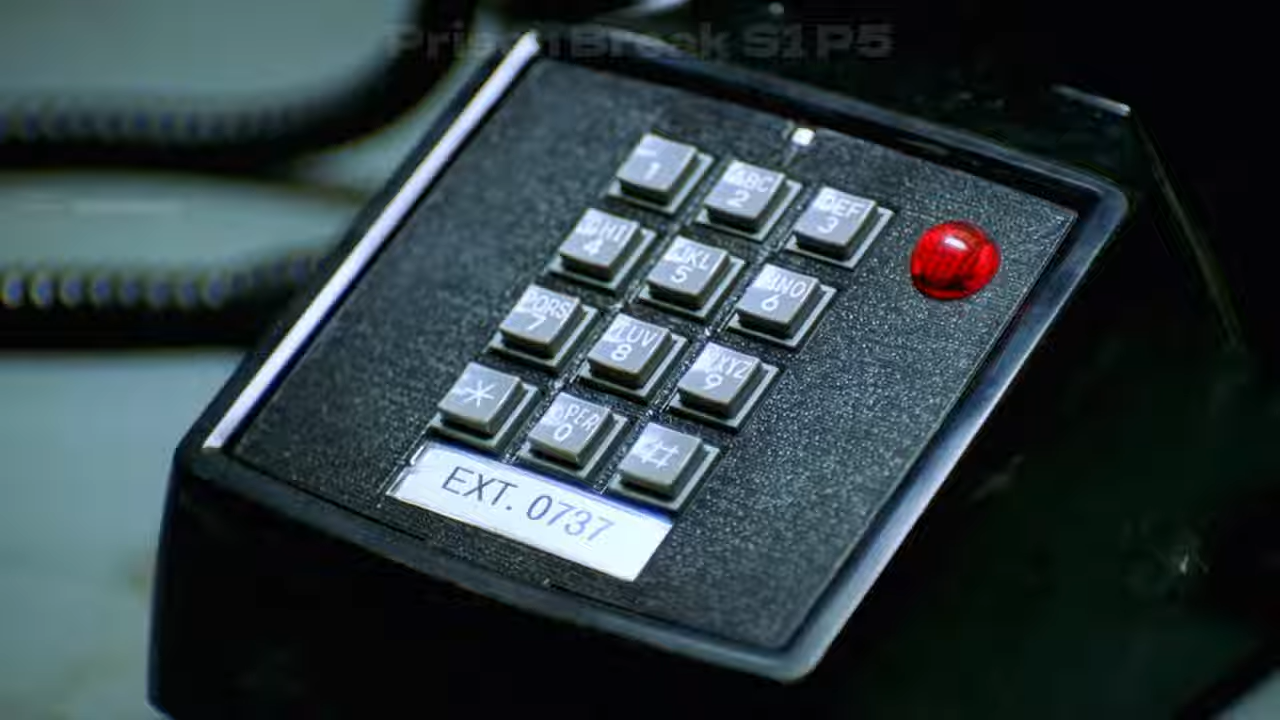 PrisonBreak S1P5
1
ABC
2
DEF
3
GHI
4
JKL
5
MNO
6
PQRS
7
TUV
8
WXYZ
9
*
OPER
0
#
EXT. 0737